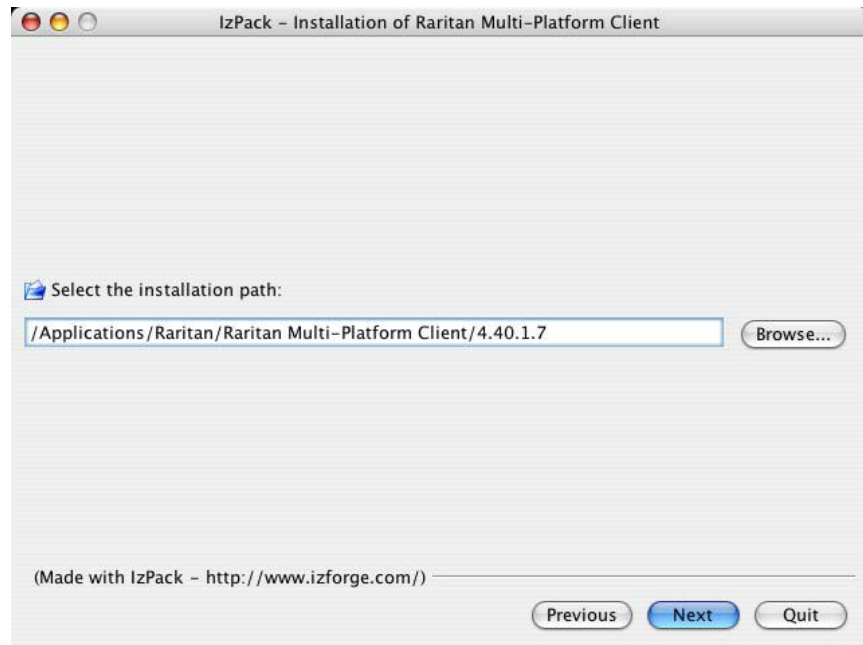 IzPack – Installation of Raritan Multi–Platform Client
Select the installation path:
/Applications/Raritan/Raritan Multi–Platform Client/4.40.1.7
Browse...
(Made with IzPack – http://www.izforge.com/)
Previous
Next
Quit